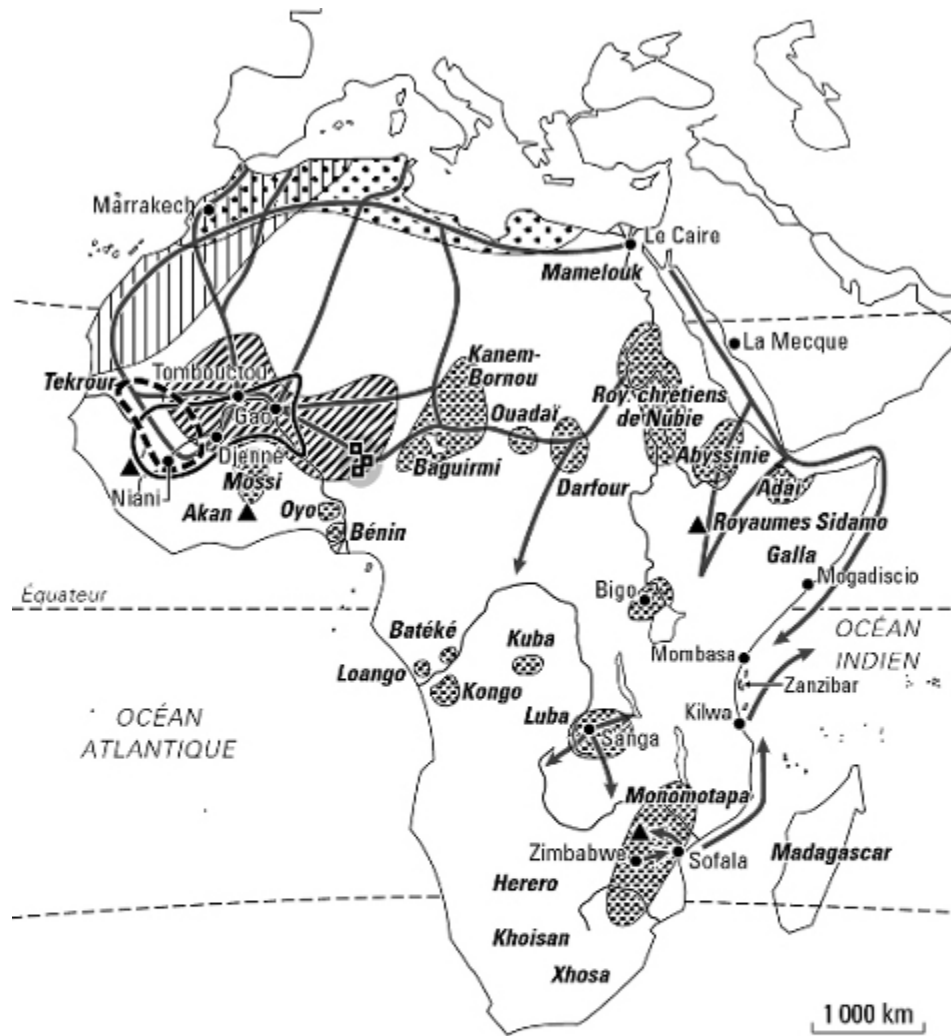 Marrakech
Le Caire
Mamelouk
La Mecque
Tekrour
Tombouctou
Gao
Djenné
Niani
Mossi
Akan
Oyo
Bénin
Kanem-
Bornou
Ouadaï
Baguirmi
Darfour
Roy. chrétiens
de Nubie
Abyssinie
Adal
Royaumes Sidamo
Galla
Mogadiscio
Équateur
Bigo
Batéké
Loango
Kongo
Kuba
Mombasa
Zanzibar
Kilwa
OCÉAN
INDIEN
OCÉAN
ATLANTIQUE
Luba
Sanga
Monomotapa
Zimbabwe
Sofala
Madagascar
Herero
Khoisan
Xhosa
1 000 km